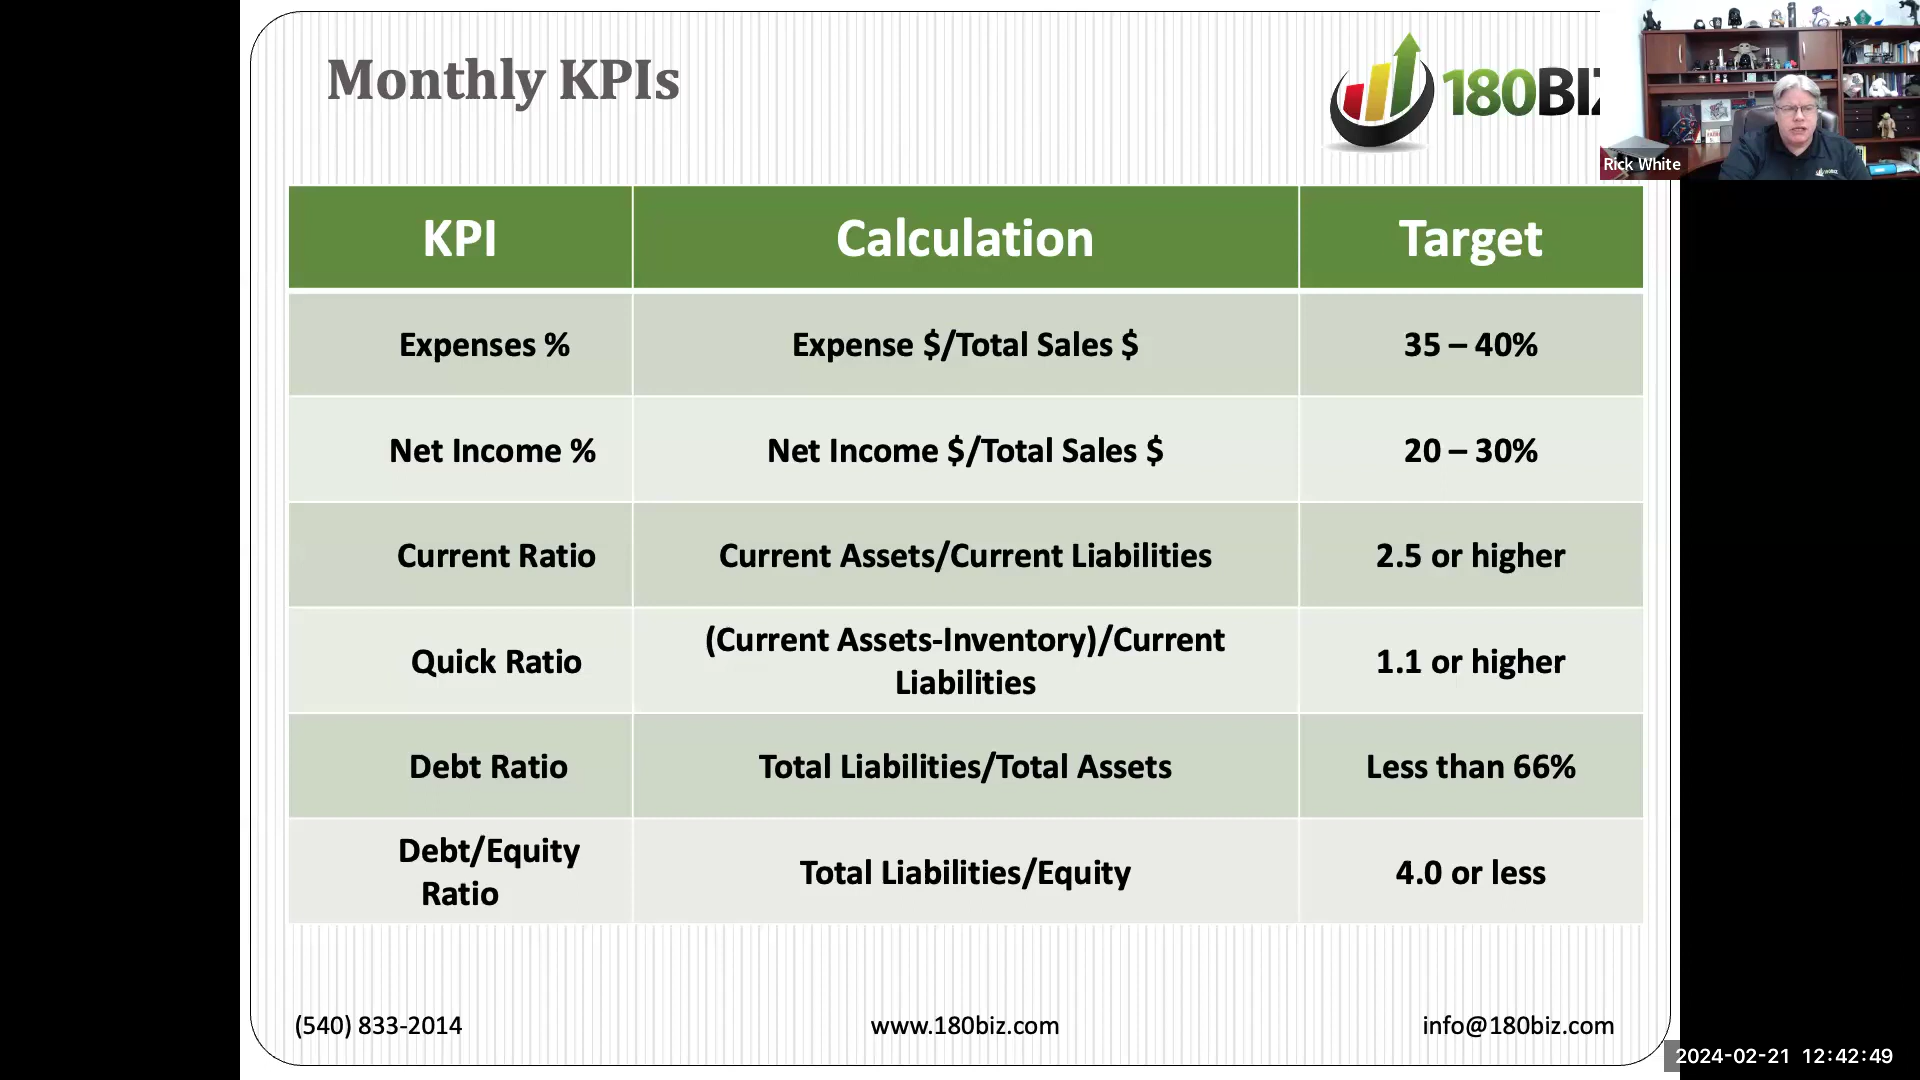 Monthly KPIs
180BIZ
Rick White
KPI Calculation Target
Expenses % Expense $/Total Sales $ 35 – 40%
Net Income % Net Income $/Total Sales $ 20 – 30%
Current Ratio Current Assets/Current Liabilities 2.5 or higher
Quick Ratio (Current Assets-Inventory)/Current
Liabilities 1.1 or higher
Debt Ratio Total Liabilities/Total Assets Less than 66%
Debt/Equity
Ratio Total Liabilities/Equity 4.0 or less
(540) 833-2014 www.180biz.com info@180biz.com
2024-02-21 12:42:49